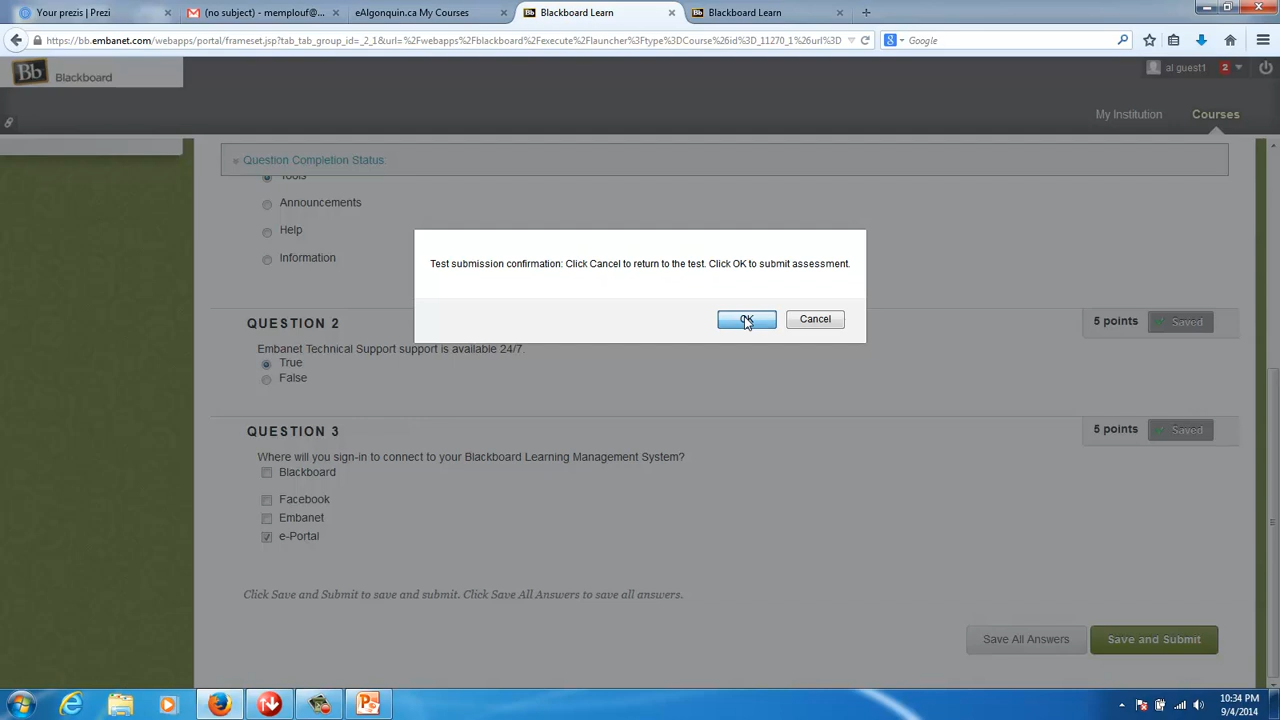 Your prezis | Prezi
(no subject) - memplouf@...
eAlgonquin.ca My Courses
Blackboard Learn
Blackboard Learn
https://bb.embanet.com/webapps/portal/frameset.jsp?tab_tab_group_id=_2_1&url=%2Fwebapps%2Fblackboard%2Fexecute%2Flauncher%3Ftype%3DCourse%26id%3D_11270_1%26url%3D
Google
Bb Blackboard
al guest1 2
My Institution
Courses
Question Completion Status:
Tools
Announcements
Help
Information
Test submission confirmation: Click Cancel to return to the test. Click OK to submit assessment.
OK
Cancel
QUESTION 2
5 points
Saved
Embanet Technical Support support is available 24/7.
True
False
QUESTION 3
5 points
Saved
Where will you sign-in to connect to your Blackboard Learning Management System?
Blackboard
Facebook
Embanet
e-Portal
Click Save and Submit to save and submit. Click Save All Answers to save all answers.
Save All Answers
Save and Submit
10:34 PM
9/4/2014